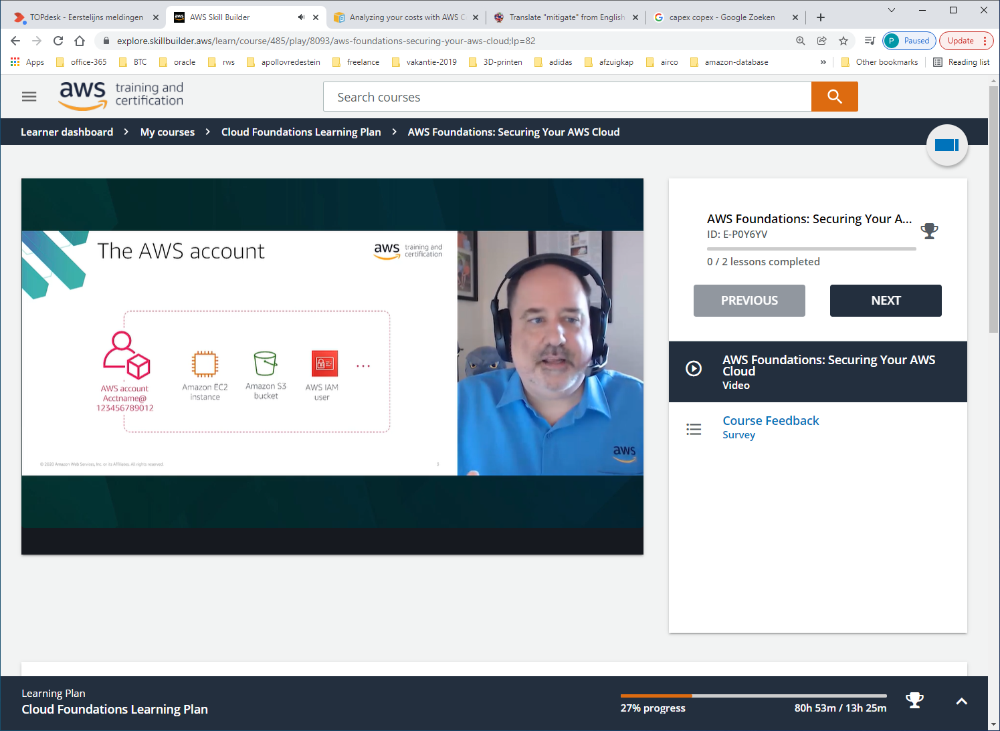 TOPdesk - Eerstelijns meldingen
AWS Skill Builder
Analyzing your costs with AWS C
Translate "mitigate" from English
capex copex - Google Zoeken
explore.skillbuilder.aws/learn/course/485/play/8093/aws-foundations-securing-your-aws-cloud;lp=82
P Paused
Update
Apps
office-365
BTC
oracle
rws
apollovredestein
freelance
vakantie-2019
3D-printen
adidas
afzuigkap
airco
amazon-database
»
Other bookmarks
Reading list
aws training and certification
Search courses
Learner dashboard > My courses > Cloud Foundations Learning Plan > AWS Foundations: Securing Your AWS Cloud
The AWS account
aws training and certification
AWS account
Acctname@
123456789012
Amazon EC2
instance
Amazon S3
bucket
AWS IAM
user
...
© 2020 Amazon Web Services, Inc. or its Affiliates. All rights reserved.
3
aws
AWS Foundations: Securing Your A...
ID: E-P0Y6YV
0 / 2 lessons completed
PREVIOUS
NEXT
AWS Foundations: Securing Your AWS
Cloud
Video
Course Feedback
Survey
Learning Plan
Cloud Foundations Learning Plan
27% progress
80h 53m / 13h 25m